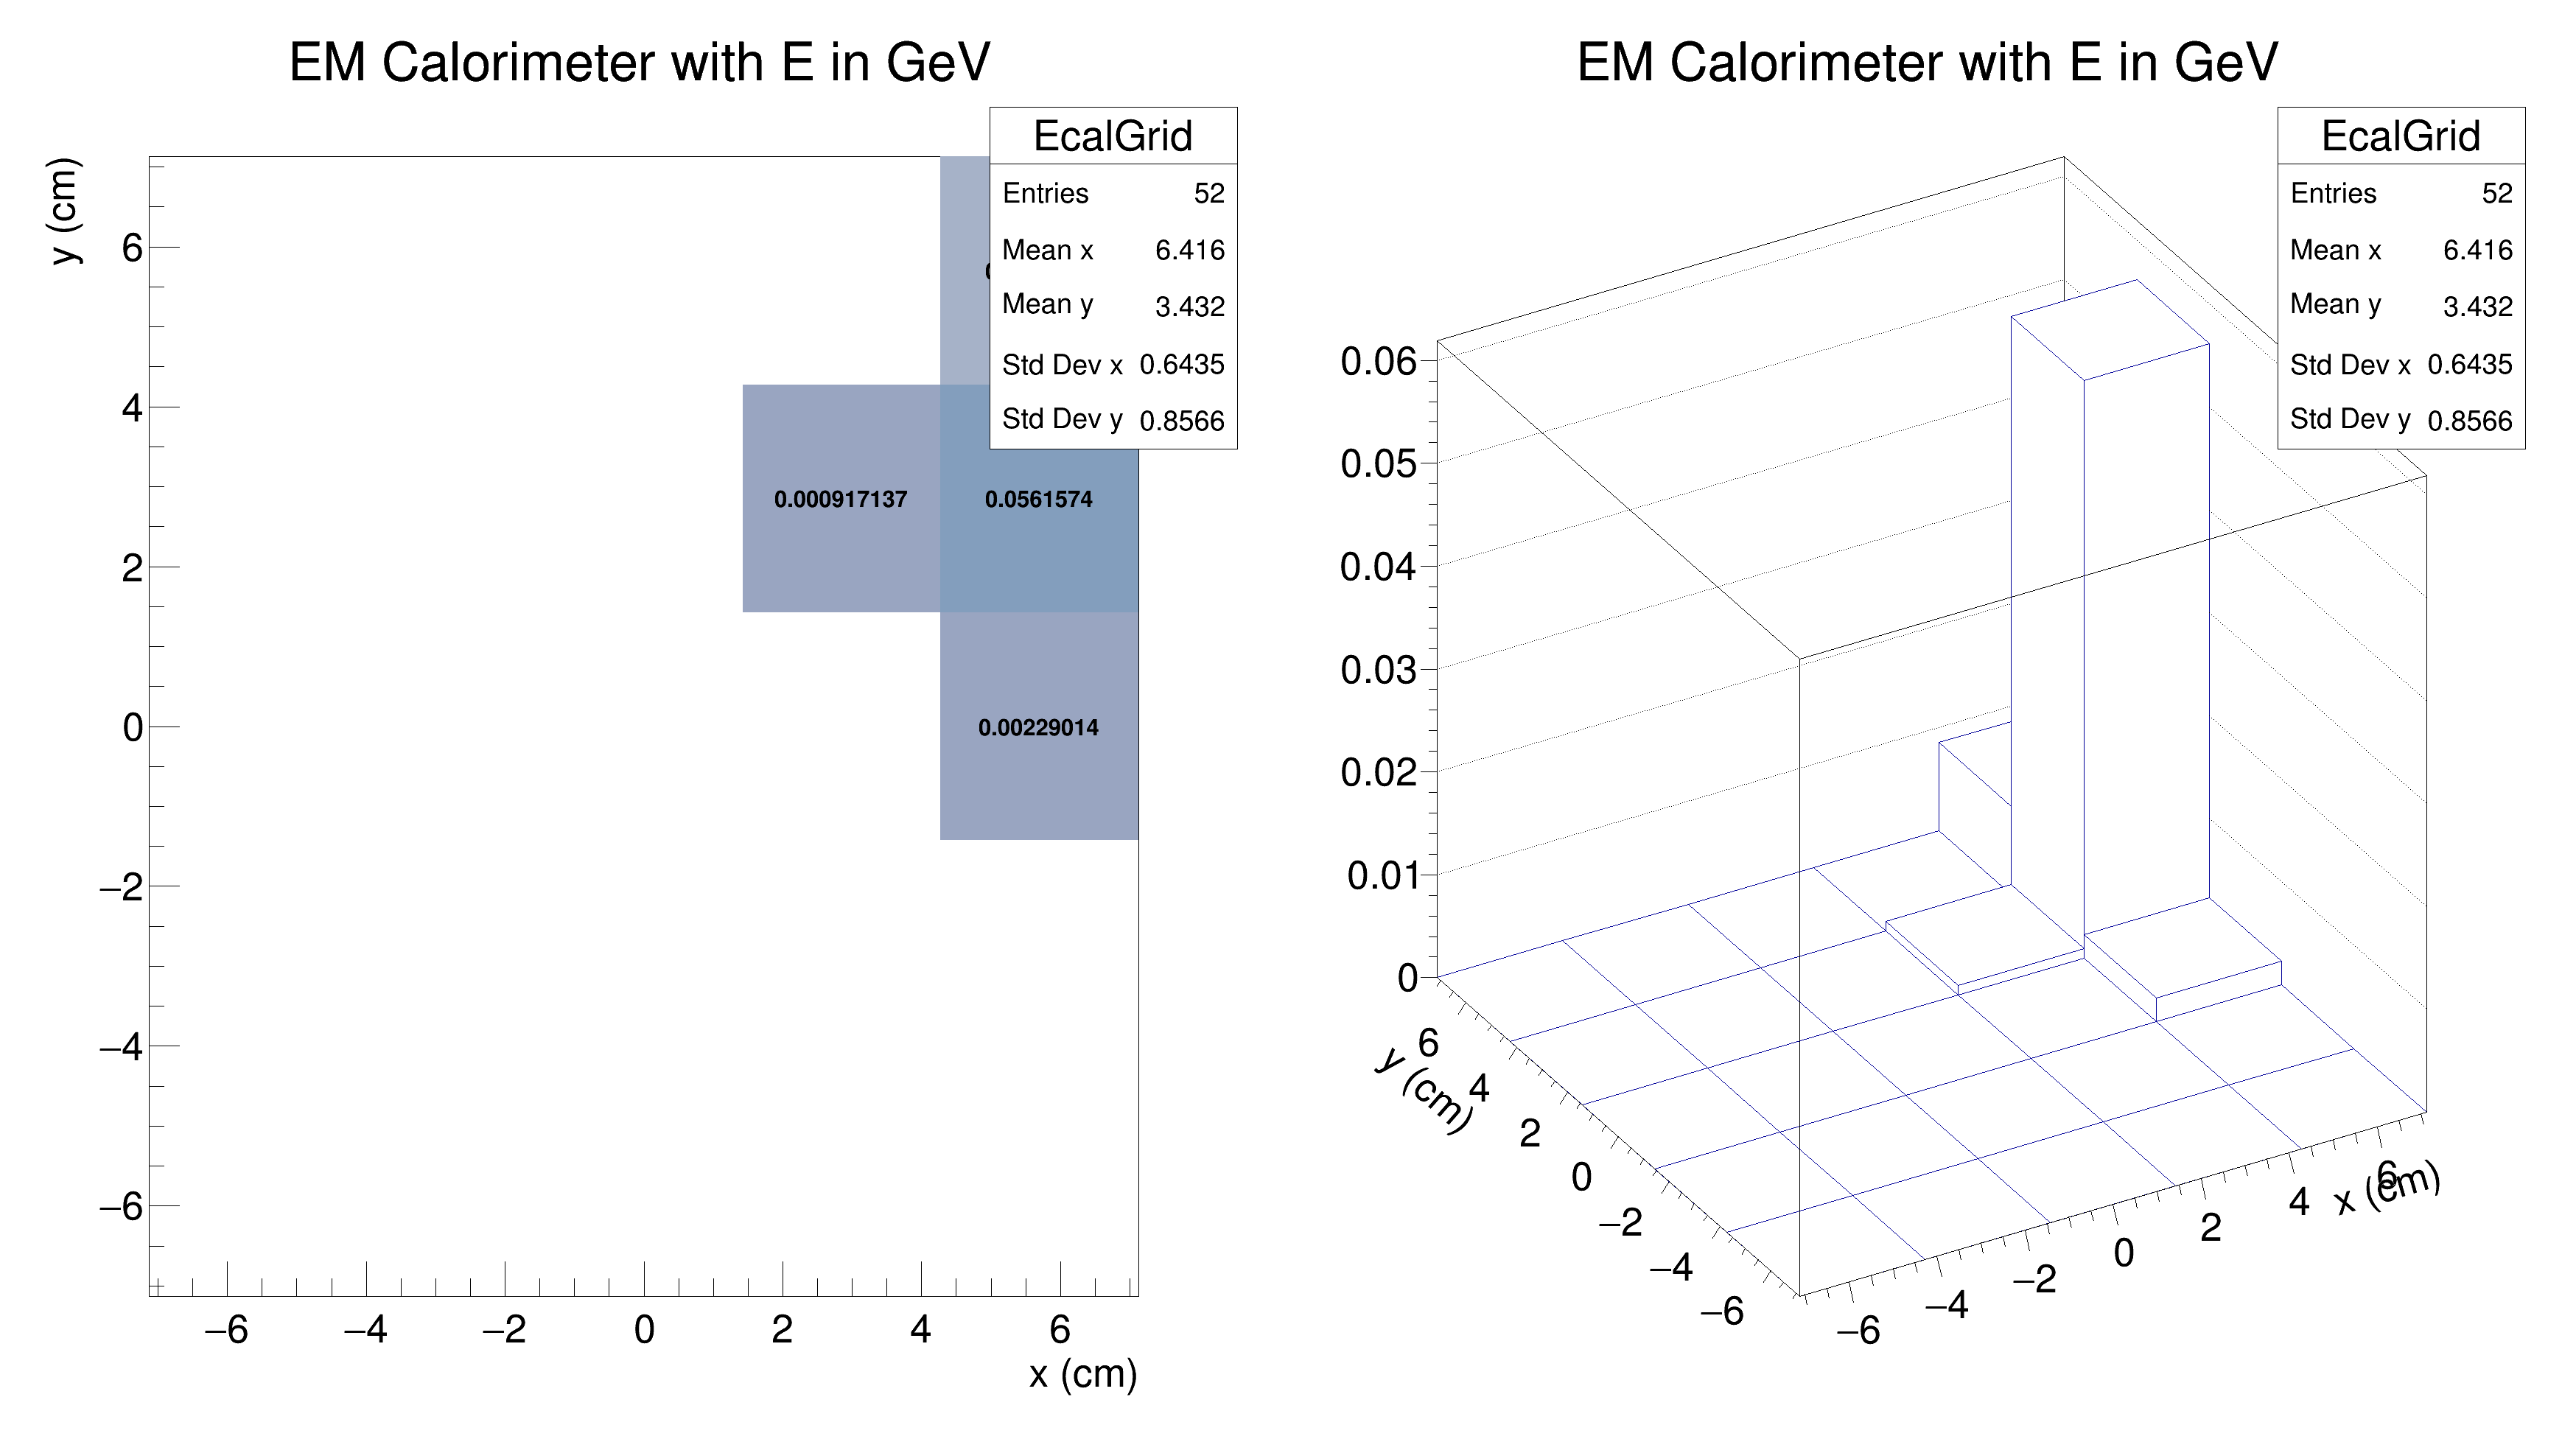 EM Calorimeter with E in GeV
EcalGrid
Entries 52
Mean x 6.416
Mean y 3.432
Std Dev x 0.6435
Std Dev y 0.8566
y (cm)
6
4
2
0
−2
−4
−6
0.000917137
0.0561574
0.00229014
−6
−4
−2
0
2
4
6
x (cm)
EM Calorimeter with E in GeV
EcalGrid
Entries 52
Mean x 6.416
Mean y 3.432
Std Dev x 0.6435
Std Dev y 0.8566
0.06
0.05
0.04
0.03
0.02
0.01
0
6
4
2
0
−2
−4
−6
y (cm)
−6
−4
−2
0
2
4
6
x (cm)